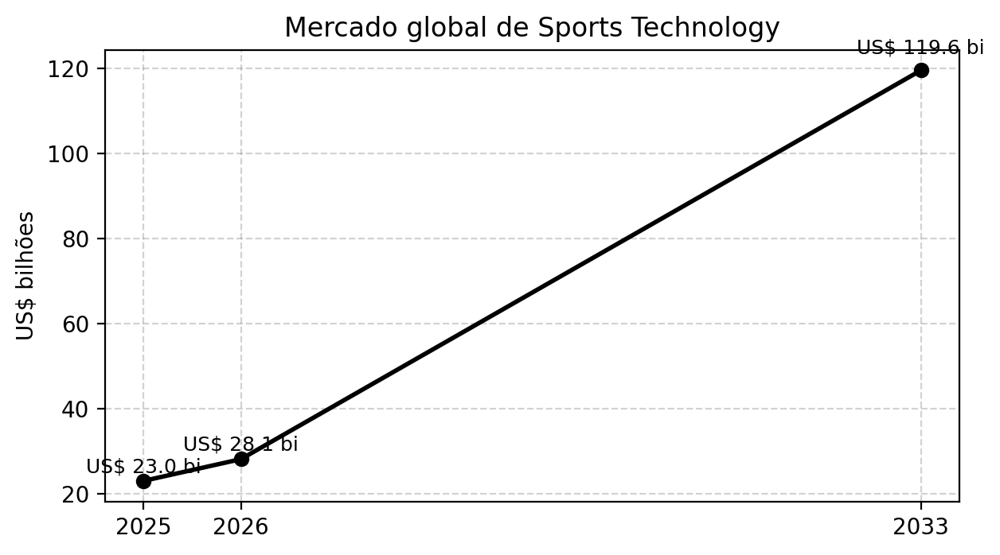 Mercado global de Sports Technology
US$ 119.6 bi
120
100
80
60
40
20
US$ bilhões
US$ 28.1 bi
US$ 23.0 bi
2025
2026
2033